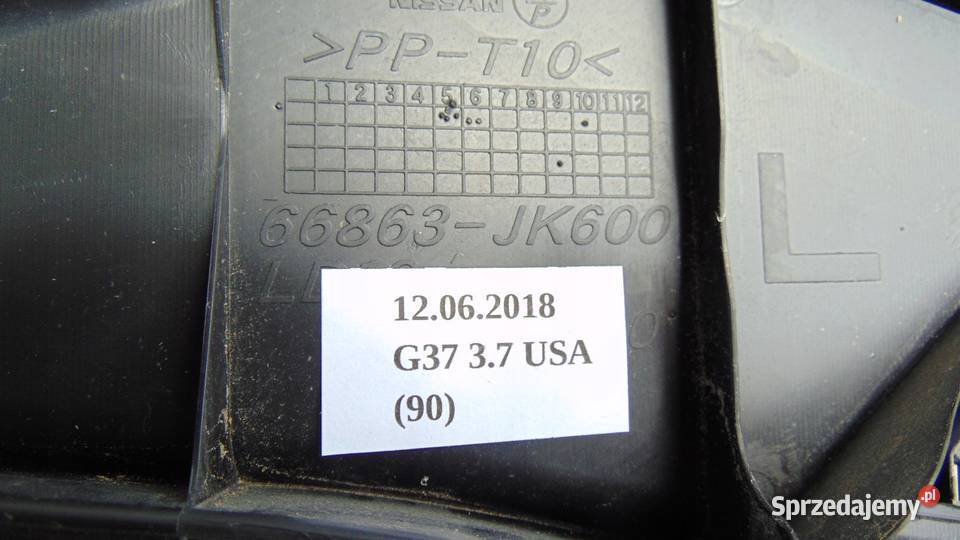 NISSAN P
>PP-T10<
1 2 3 4 5 6 7 8 9 10 11 12
66863-JK600
L
12.06.2018
G37 3.7 USA
(90)
Sprzedajemy.pl